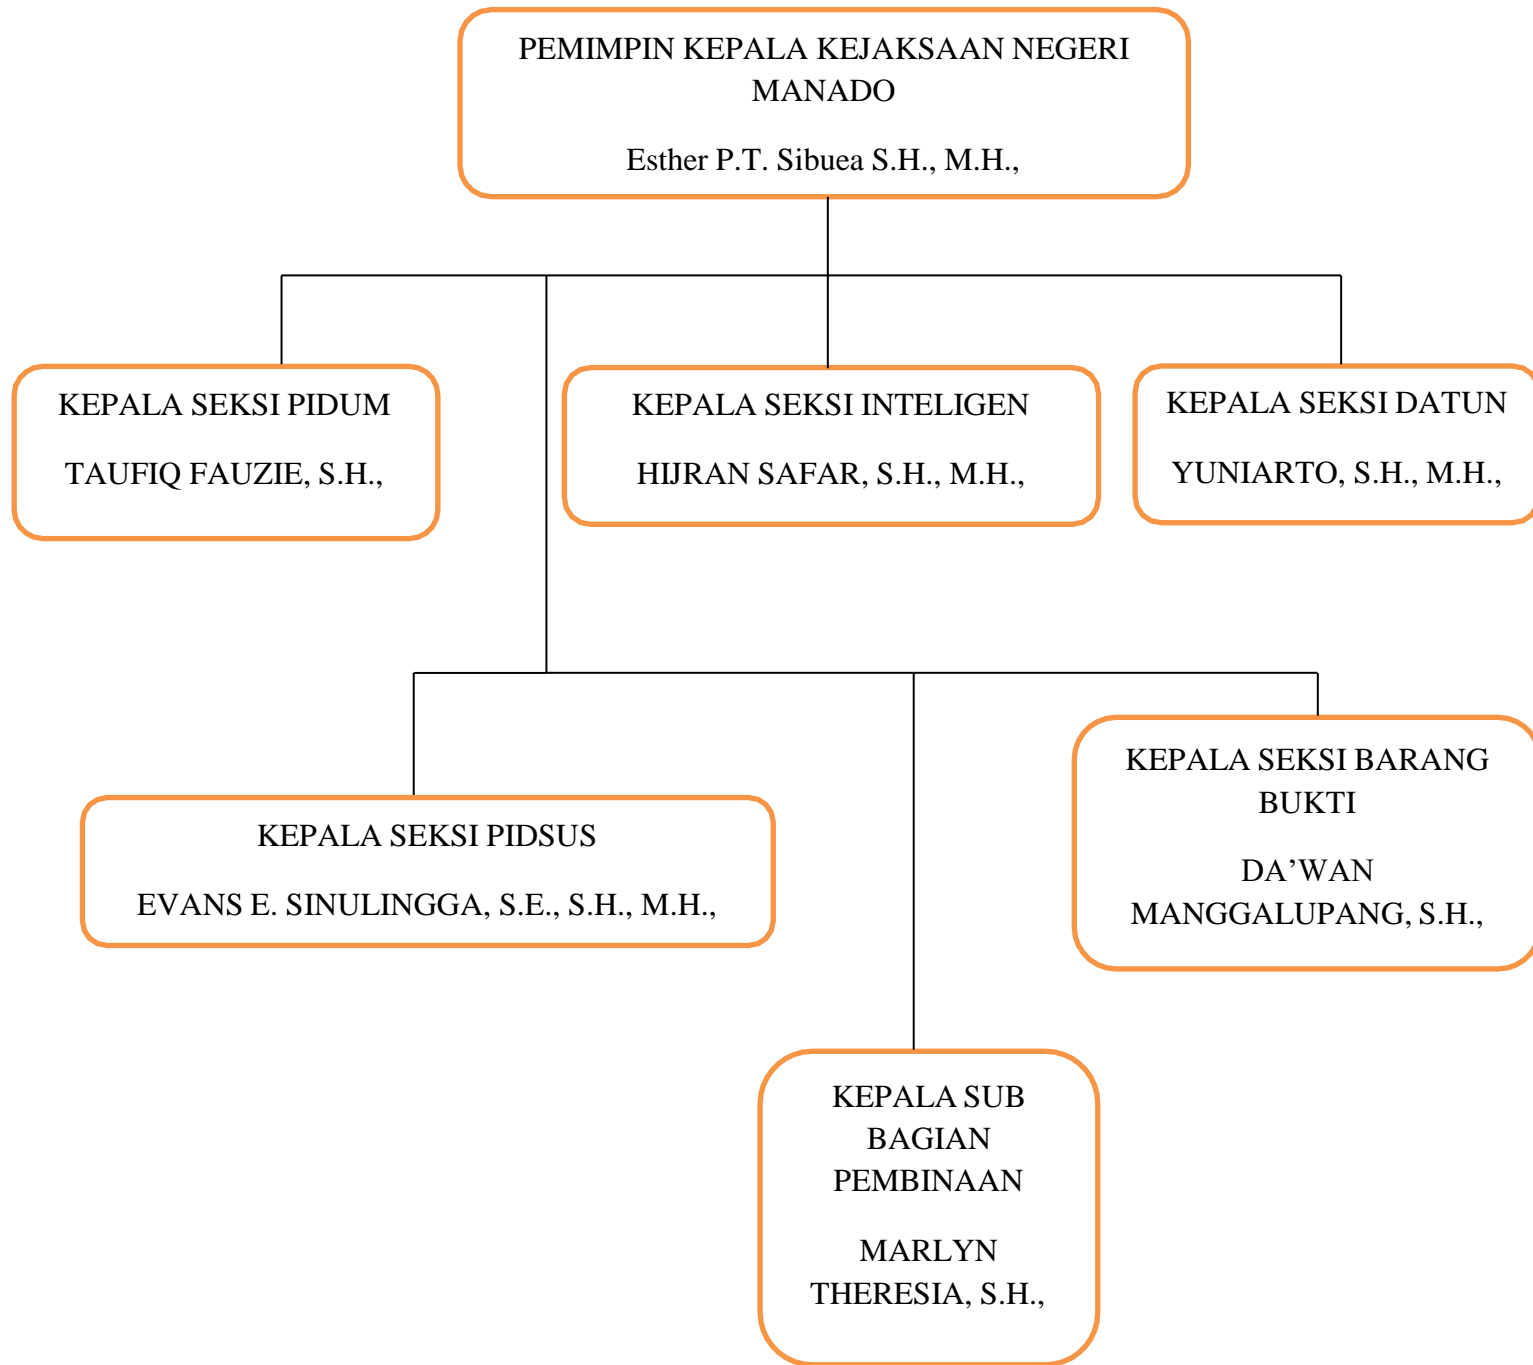 PEMIMPIN KEPALA KEJAKSAAN NEGERI
MANADO
Esther P.T. Sibuea S.H., M.H.,
KEPALA SEKSI PIDUM
TAUFIQ FAUZIE, S.H.,
KEPALA SEKSI INTELIGEN
HIJRAN SAFAR, S.H., M.H.,
KEPALA SEKSI DATUN
YUNIARTO, S.H., M.H.,
KEPALA SEKSI PIDSUS
EVANS E. SINULINGGA, S.E., S.H., M.H.,
KEPALA SEKSI BARANG
BUKTI
DA’WAN
MANGGALUPANG, S.H.,
KEPALA SUB
BAGIAN
PEMBINAAN
MARLYN
THERESIA, S.H.,